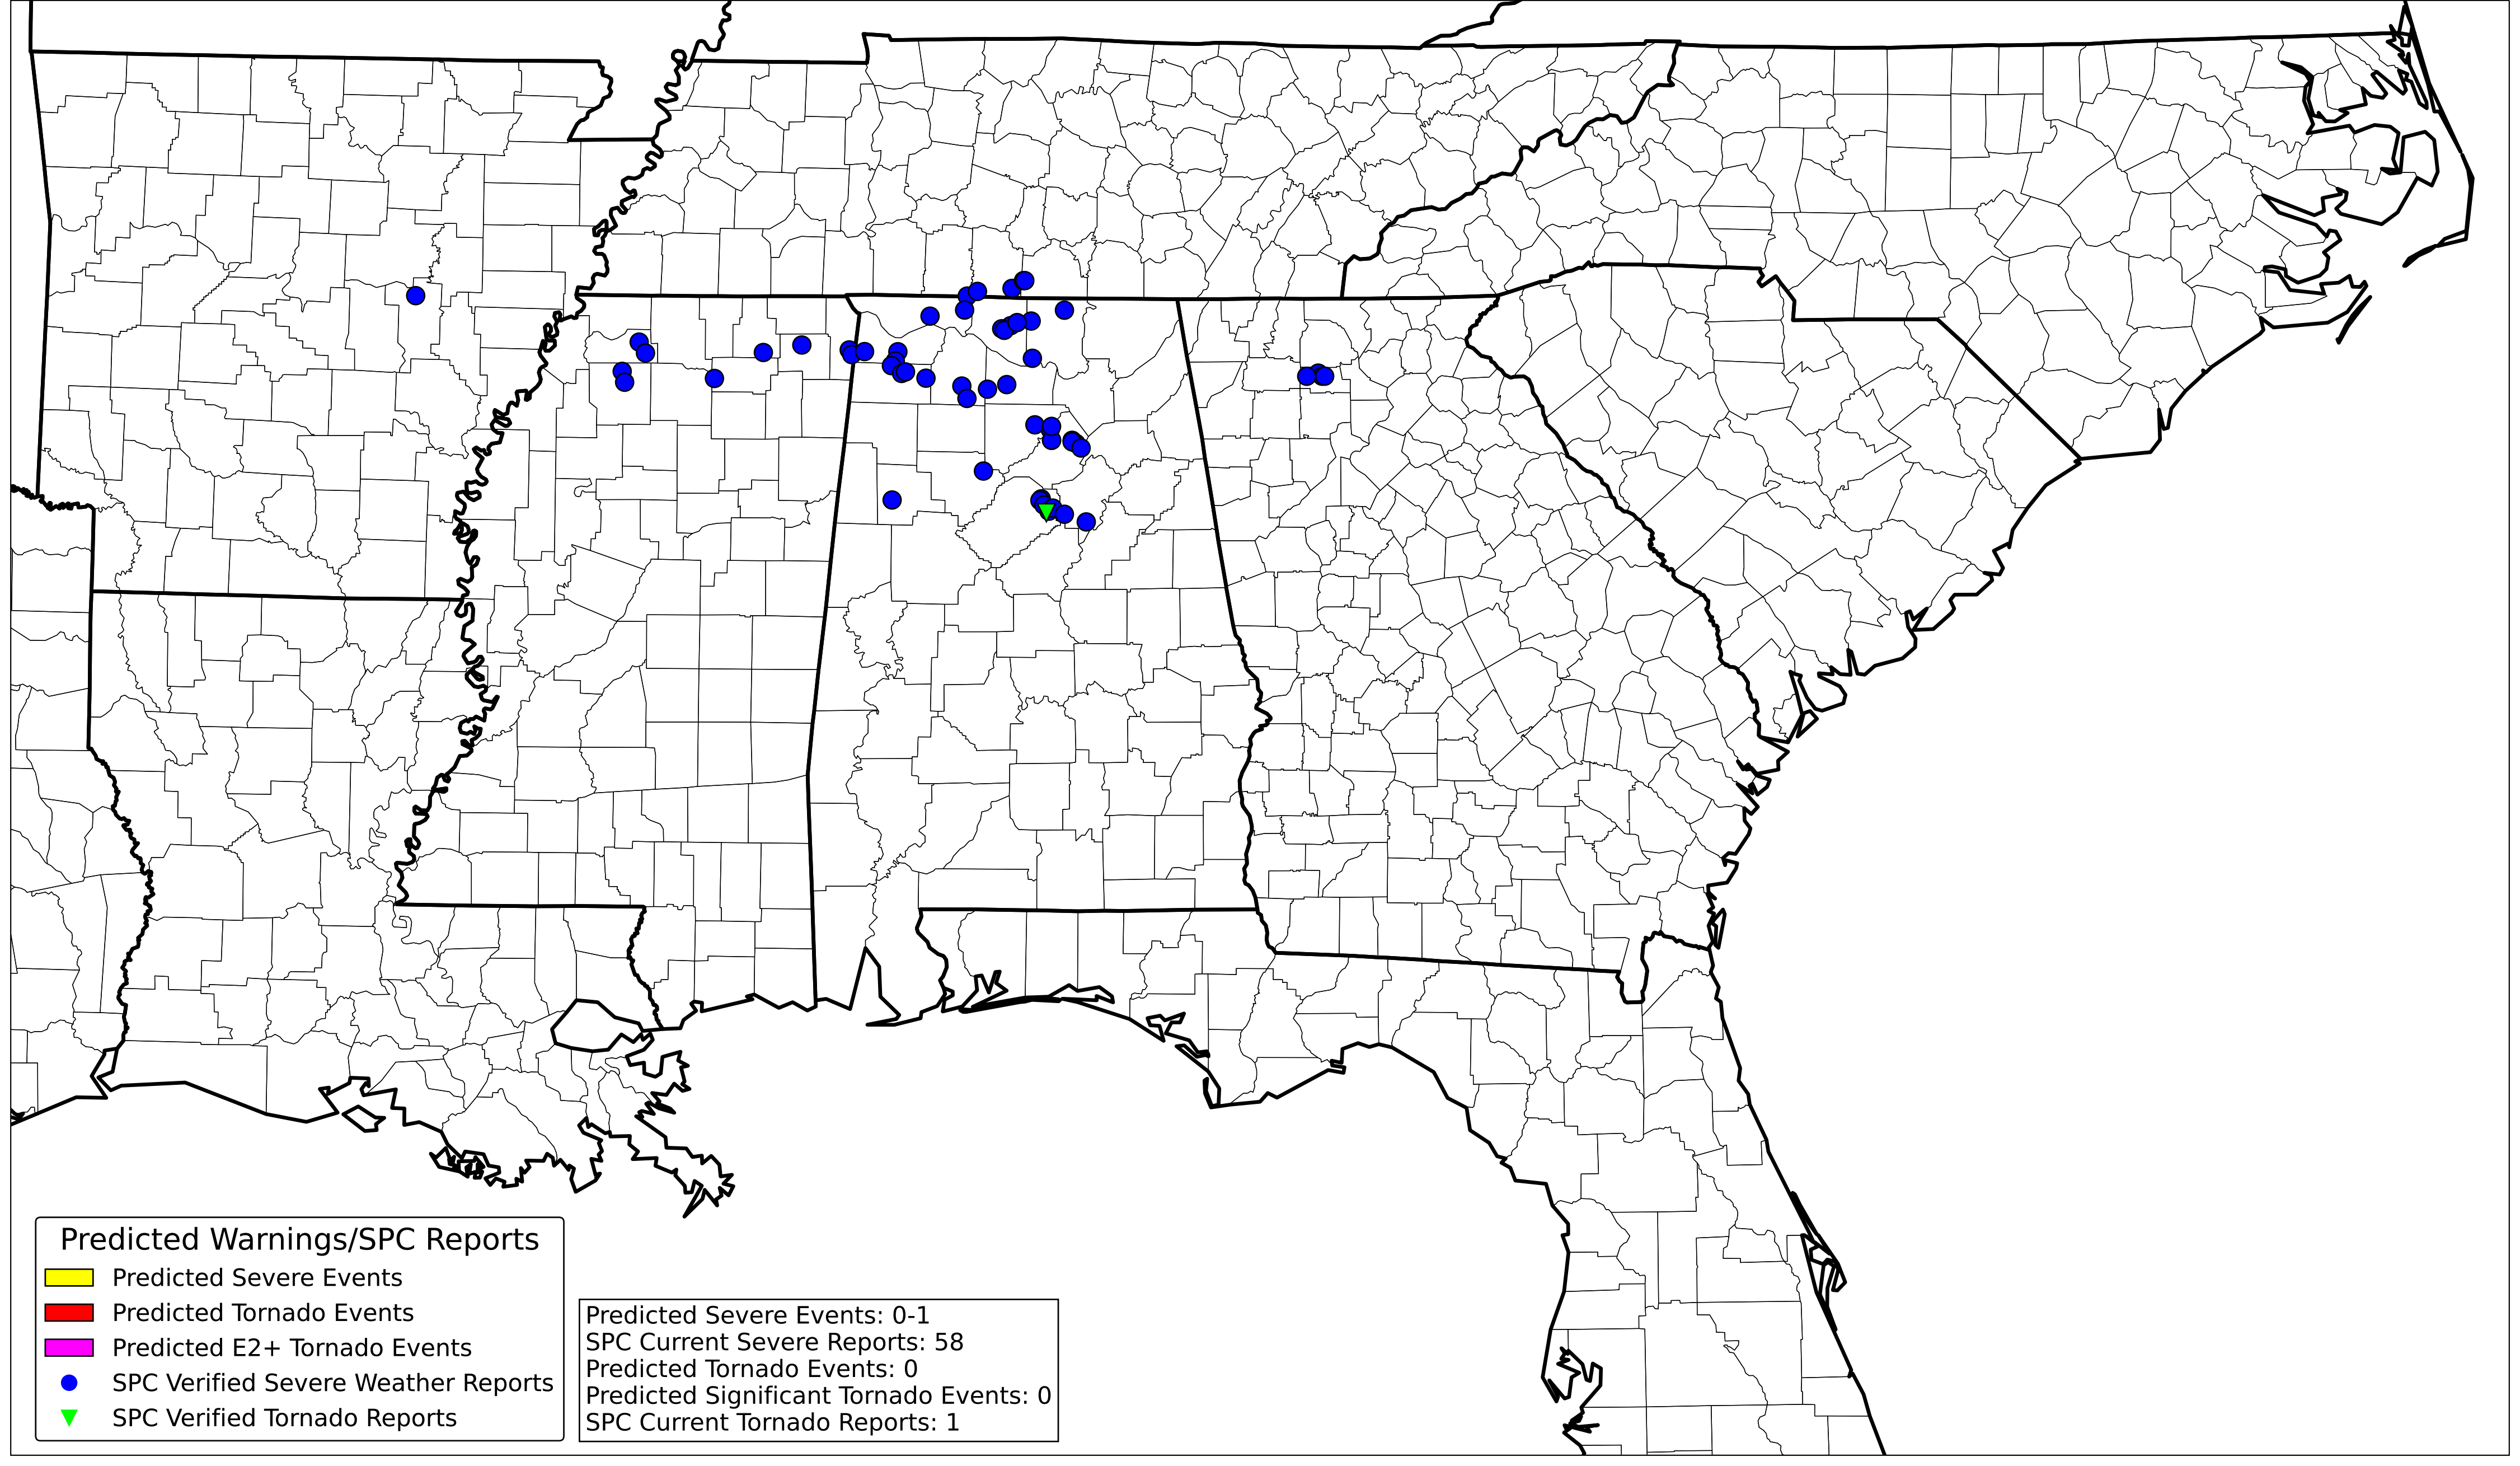 Predicted Warnings/SPC Reports
Predicted Severe Events
Predicted Tornado Events
Predicted E2+ Tornado Events
SPC Verified Severe Weather Reports
SPC Verified Tornado Reports
Predicted Severe Events: 0-1
SPC Current Severe Reports: 58
Predicted Tornado Events: 0
Predicted Significant Tornado Events: 0
SPC Current Tornado Reports: 1